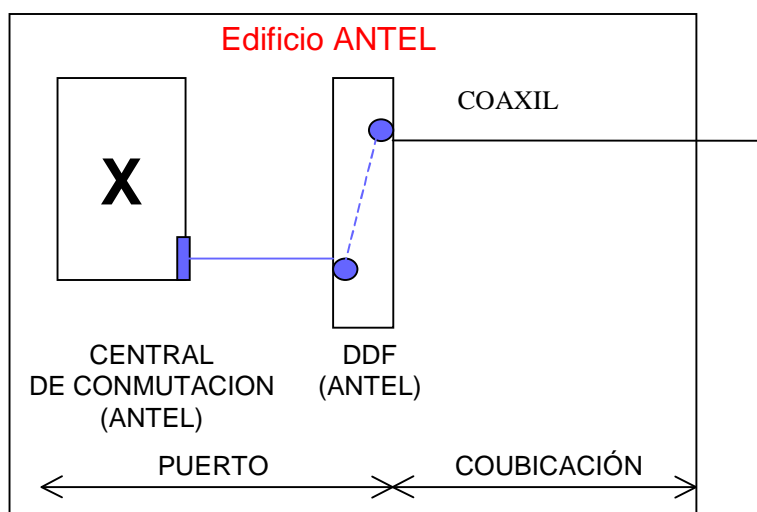 Edificio ANTEL
COAXIL
X
CENTRAL
DE CONMUTACION
(ANTEL)
DDF
(ANTEL)
PUERTO
COUBICACIÓN